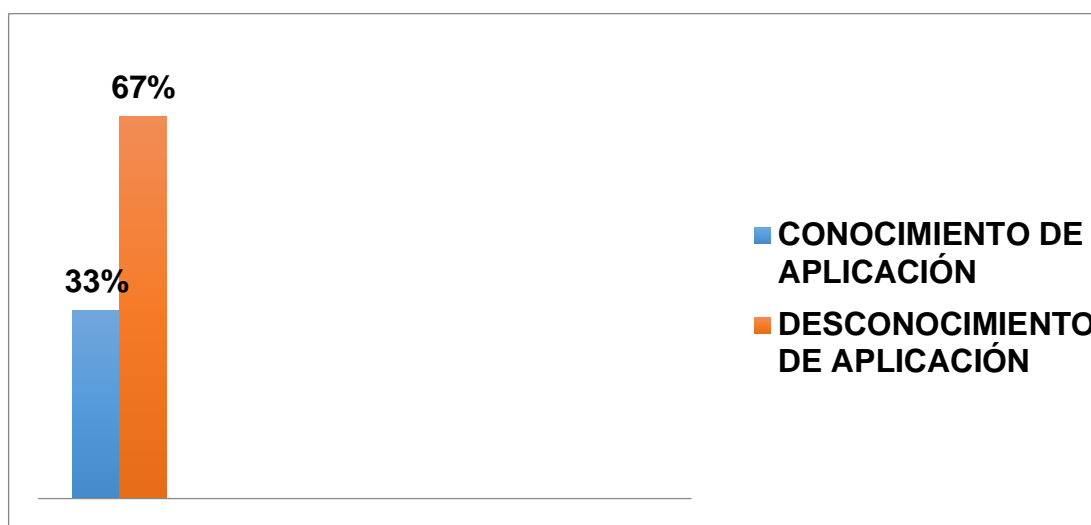 67%
33%
CONOCIMIENTO DE
APLICACIÓN
DESCONOCIMIENTO
DE APLICACIÓN